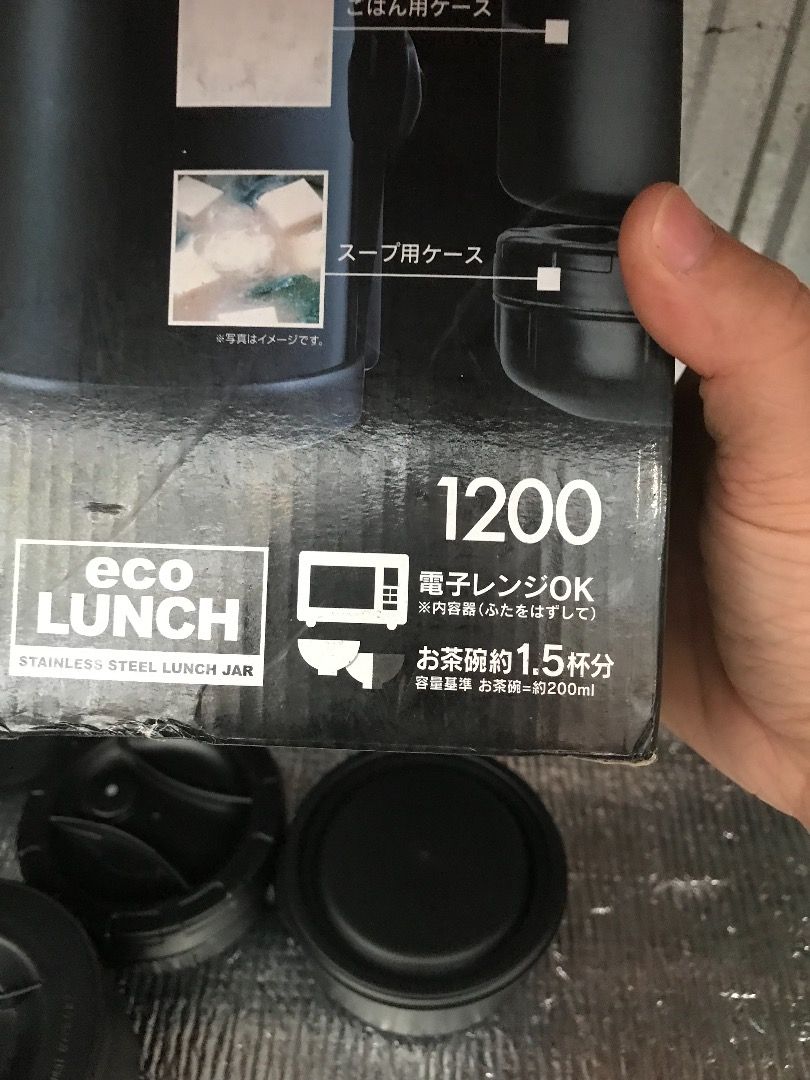 ごはん用ケース
スープ用ケース
※写真はイメージです。
1200
eco
LUNCH
STAINLESS STEEL LUNCH JAR
電子レンジOK
※内容器(ふたをはずして)
お茶碗約1.5杯分
容量基準 お茶碗=約200ml